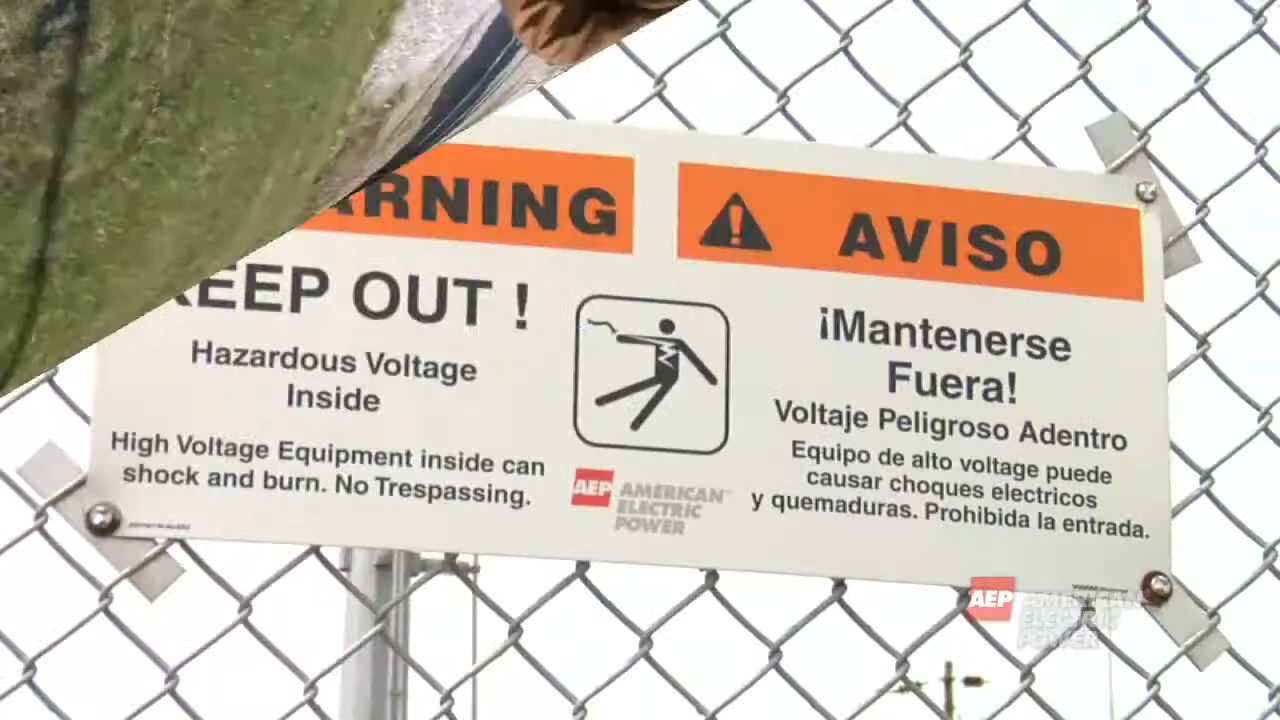 ARNING
EEP OUT !
Hazardous Voltage
Inside
High Voltage Equipment inside can
shock and burn. No Trespassing.
AEP AMERICAN
ELECTRIC
POWER
AVISO
¡Mantenerse
Fuera!
Voltaje Peligroso Adentro
Equipo de alto voltage puede
causar choques electricos
y quemaduras. Prohibida la entrada.
AEP AMERICAN
ELECTRIC
POWER